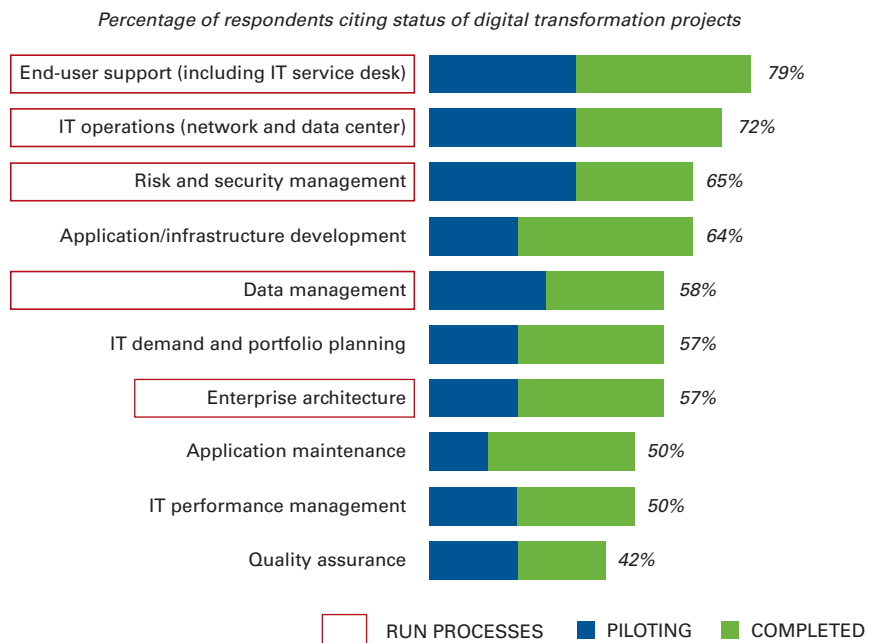 Percentage of respondents citing status of digital transformation projects
End-user support (including IT service desk) 79%
IT operations (network and data center) 72%
Risk and security management 65%
Application/infrastructure development 64%
Data management 58%
IT demand and portfolio planning 57%
Enterprise architecture 57%
Application maintenance 50%
IT performance management 50%
Quality assurance 42%
RUN PROCESSES PILOTING COMPLETED